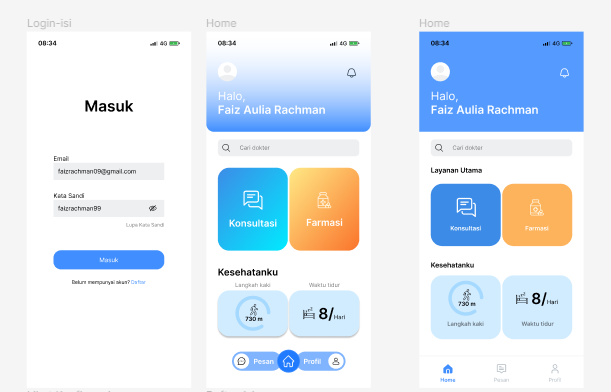 Login-isi
08:34
4G
Masuk
Email
faizrachman09@gmail.com
Kata Sandi
faizrachman99
Lupa Kata Sandi
Masuk
Belum mempunyai akun? Daftar
Home
08:34
4G
Halo,
Faiz Aulia Rachman
Cari dokter
Konsultasi
Farmasi
Kesehatanku
Langkah kaki
Waktu tidur
730 m
8/Hari
Pesan
Profil
Home
08:34
4G
Halo,
Faiz Aulia Rachman
Cari dokter
Layanan Utama
Konsultasi
Farmasi
Kesehatanku
730 m
Langkah kaki
8/Hari
Waktu tidur
Home
Pesan
Profil